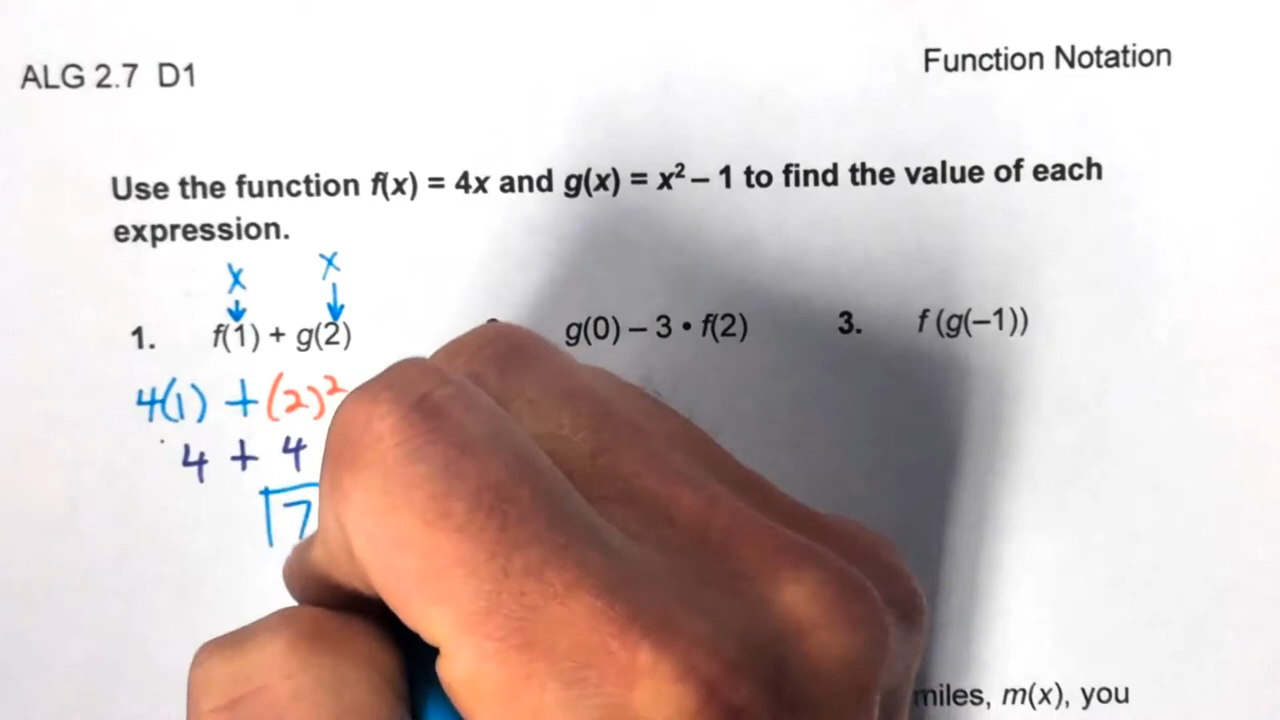 ALG 2.7 D1 Function Notation
Use the function f(x) = 4x and g(x) = x² – 1 to find the value of each
expression.
x x
1. f(1) + g(2) g(0) – 3 • f(2) 3. f (g(–1))
4(1) + (2)²
4 + 4
7
miles, m(x), you